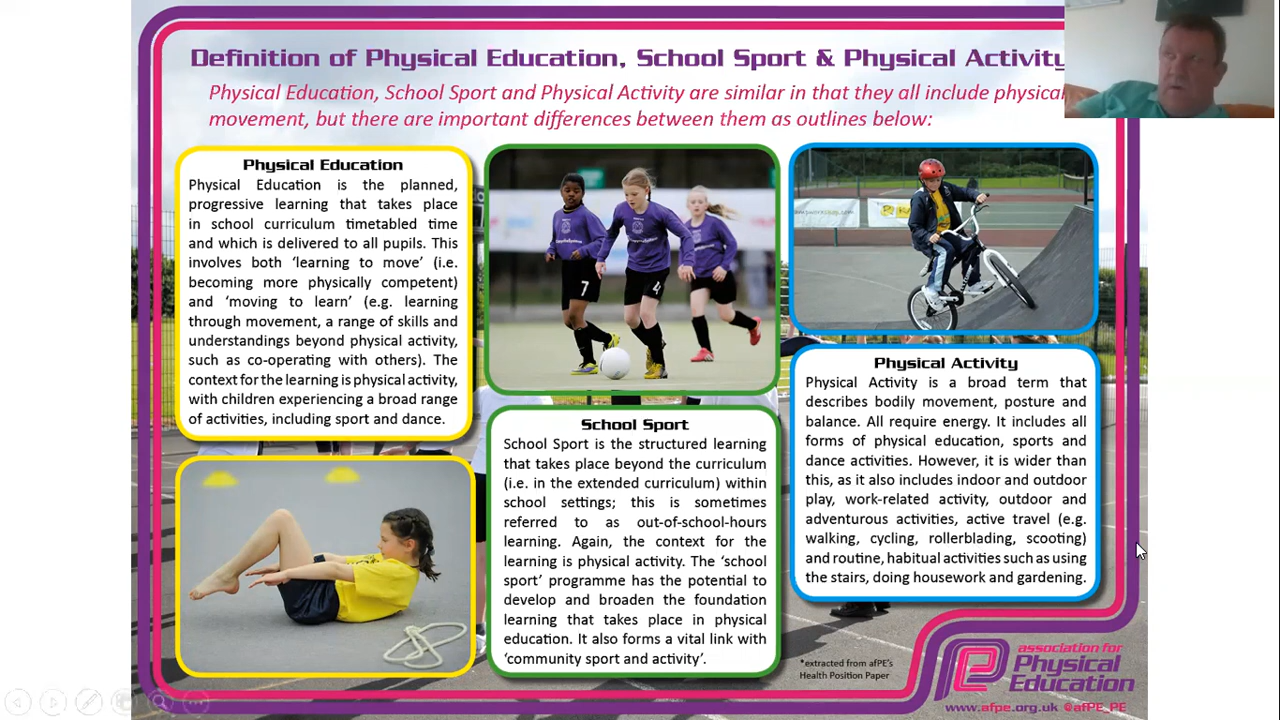 Definition of Physical Education, School Sport & Physical Activity
Physical Education, School Sport and Physical Activity are similar in that they all include physical
movement, but there are important differences between them as outlines below:
Physical Education
Physical Education is the planned,
progressive learning that takes place
in school curriculum timetabled time
and which is delivered to all pupils. This
involves both ‘learning to move’ (i.e.
becoming more physically competent)
and ‘moving to learn’ (e.g. learning
through movement, a range of skills and
understandings beyond physical activity,
such as co-operating with others). The
context for the learning is physical activity,
with children experiencing a broad range
of activities, including sport and dance.
7
4
School Sport
School Sport is the structured learning
that takes place beyond the curriculum
(i.e. in the extended curriculum) within
school settings; this is sometimes
referred to as out-of-school-hours
learning. Again, the context for the
learning is physical activity. The ‘school
sport’ programme has the potential to
develop and broaden the foundation
learning that takes place in physical
education. It also forms a vital link with
‘community sport and activity’.
Physical Activity
Physical Activity is a broad term that
describes bodily movement, posture and
balance. All require energy. It includes all
forms of physical education, sports and
dance activities. However, it is wider than
this, as it also includes indoor and outdoor
play, work-related activity, outdoor and
adventurous activities, active travel (e.g.
walking, cycling, rollerblading, scooting)
and routine, habitual activities such as using
the stairs, doing housework and gardening.
*extracted from afPE’s
Health Position Paper
association for
Physical
Education
www.afpe.org.uk @afPE_PE